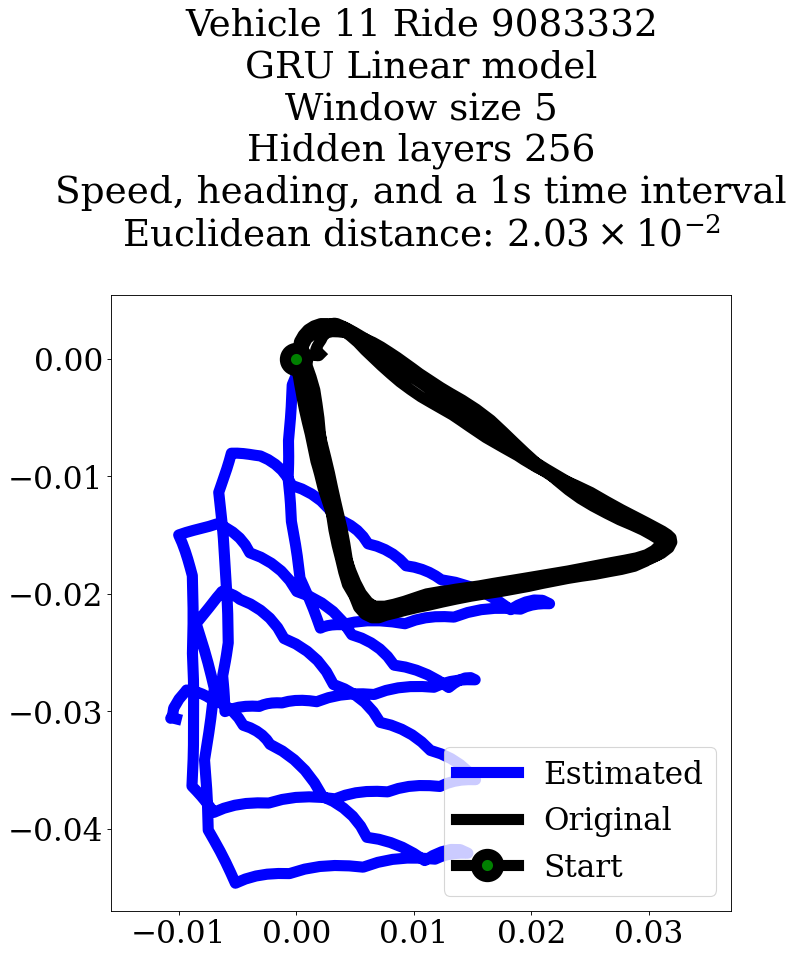 Vehicle 11 Ride 9083332
GRU Linear model
Window size 5
Hidden layers 256
Speed, heading, and a 1s time interval
Euclidean distance: 2.03 × 10⁻²
0.00
−0.01
−0.02
−0.03
−0.04
Estimated
Original
Start
−0.01 0.00 0.01 0.02 0.03